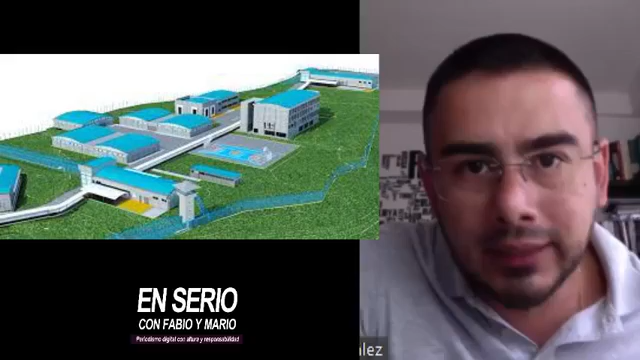 EN SERIO
CON FABIO Y MARIO
Periodismo digital con altura y responsabilidad